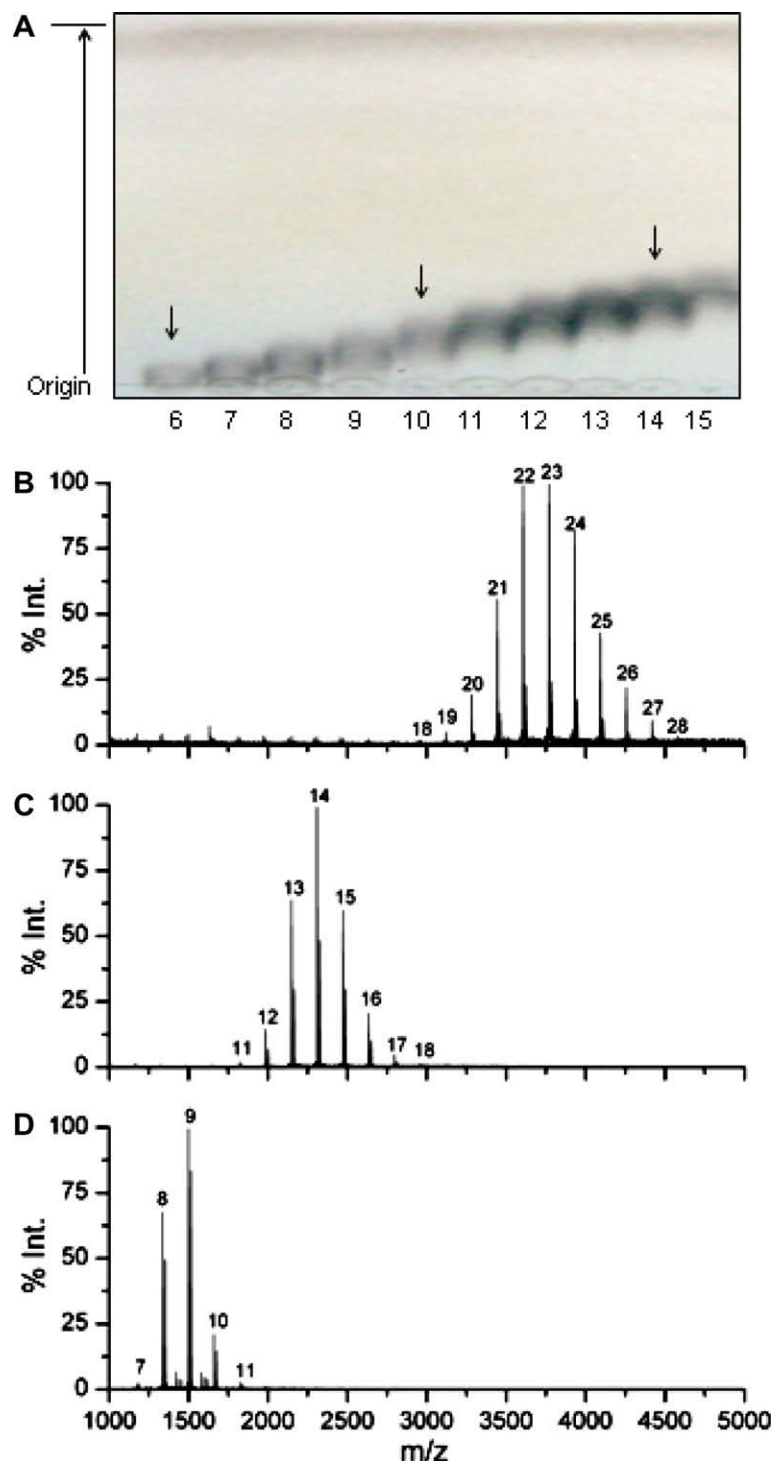 A
Origin
6 7 8 9 10 11 12 13 14 15
B
% Int.
100
75
50
25
0
18 19 20 21 22 23 24 25 26 27 28
C
% Int.
100
75
50
25
0
11 12 13 14 15 16 17 18
D
% Int.
100
75
50
25
0
7 8 9 10 11
1000 1500 2000 2500 3000 3500 4000 4500 5000
m/z